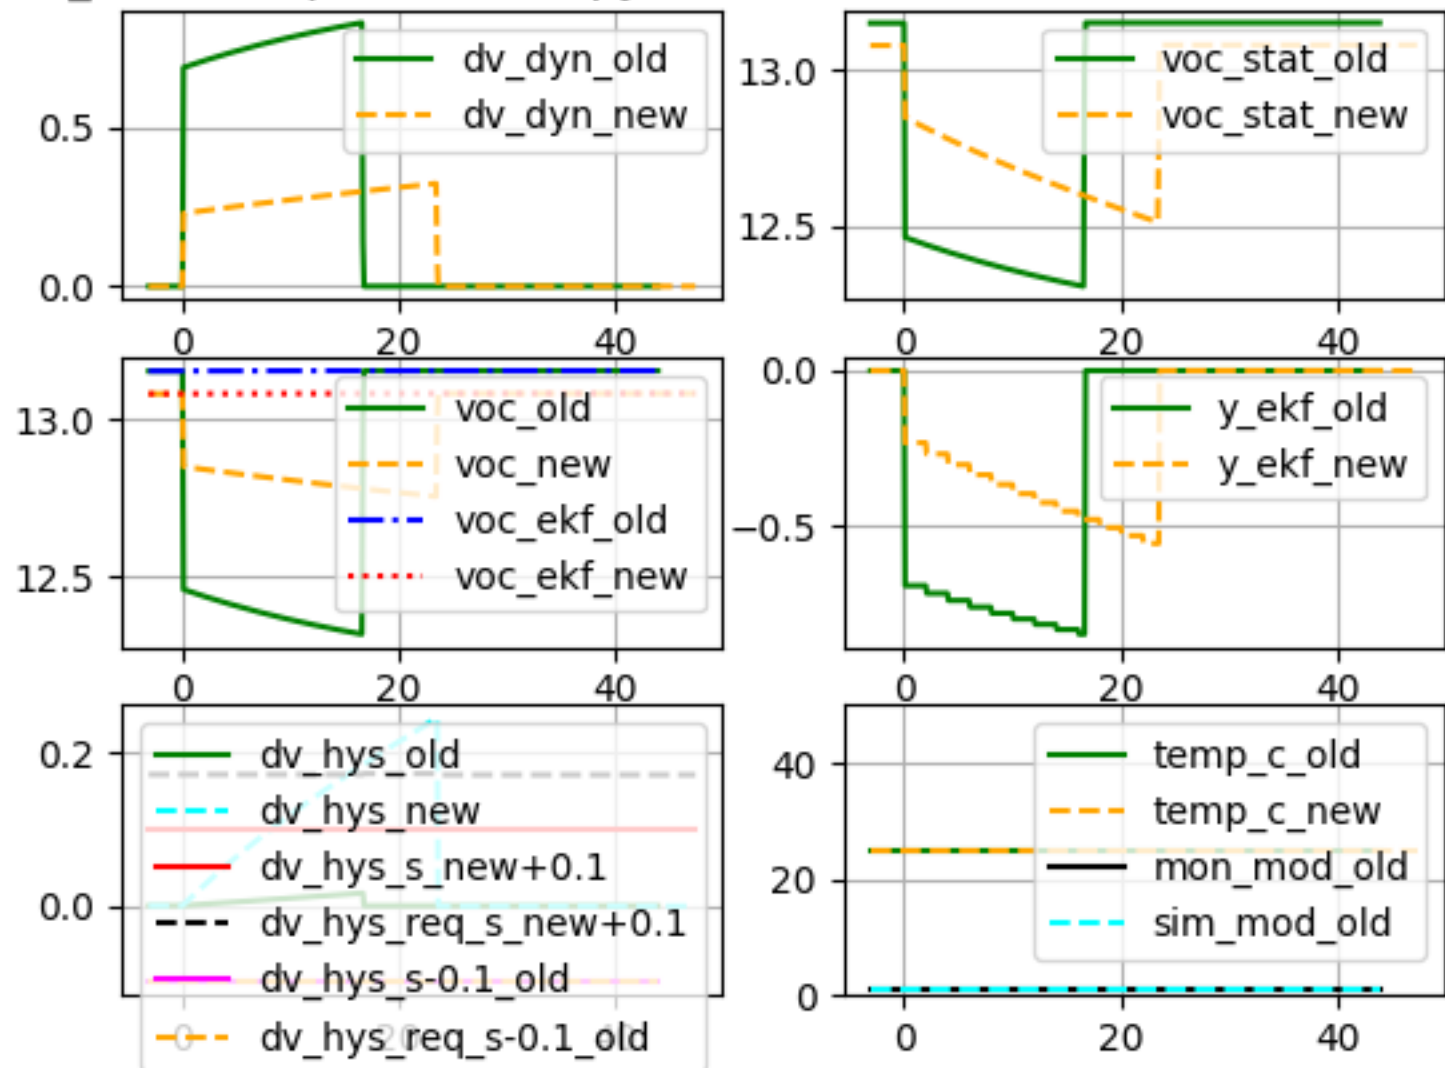 dv_dyn_old
dv_dyn_new
0.5
0.0
0 20 40
voc_stat_old
voc_stat_new
13.0
12.5
0 20 40
voc_old
voc_new
voc_ekf_old
voc_ekf_new
13.0
12.5
0 20 40
y_ekf_old
y_ekf_new
0.0
−0.5
0 20 40
dv_hys_old
dv_hys_new
dv_hys_s_new+0.1
dv_hys_req_s_new+0.1
dv_hys_s-0.1_old
dv_hys_req_s-0.1_old
0.2
0.0
0 20 40
temp_c_old
temp_c_new
mon_mod_old
sim_mod_old
40
20
0
0 20 40